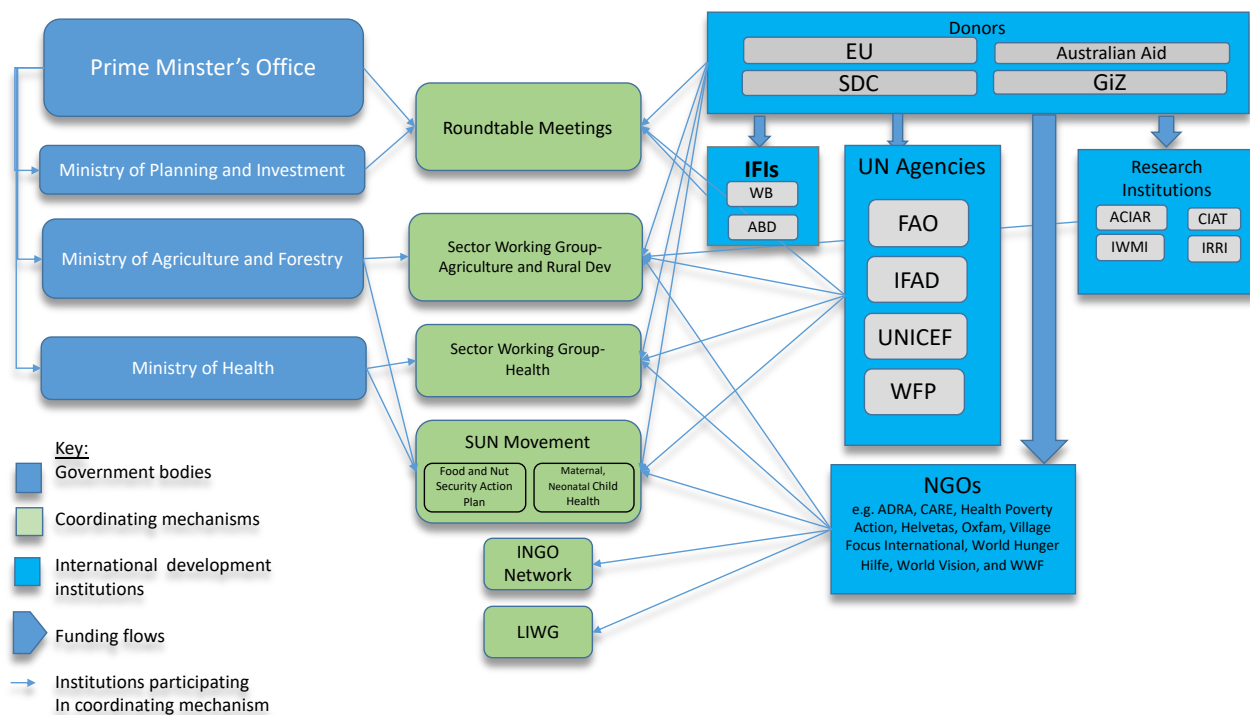 Prime Minster’s Office
Ministry of Planning and Investment
Ministry of Agriculture and Forestry
Ministry of Health
Key:
Government bodies
Coordinating mechanisms
International development
institutions
Funding flows
Institutions participating
In coordinating mechanism
Roundtable Meetings
Sector Working Group-
Agriculture and Rural Dev
Sector Working Group-
Health
SUN Movement
Food and Nut
Security Action
Plan
Maternal,
Neonatal Child
Health
INGO
Network
LIWG
Donors
EU
Australian Aid
SDC
GiZ
IFIs
WB
ABD
UN Agencies
FAO
IFAD
UNICEF
WFP
Research
Institutions
ACIAR
CIAT
IWMI
IRRI
NGOs
e.g. ADRA, CARE, Health Poverty
Action, Helvetas, Oxfam, Village
Focus International, World Hunger
Hilfe, World Vision, and WWF